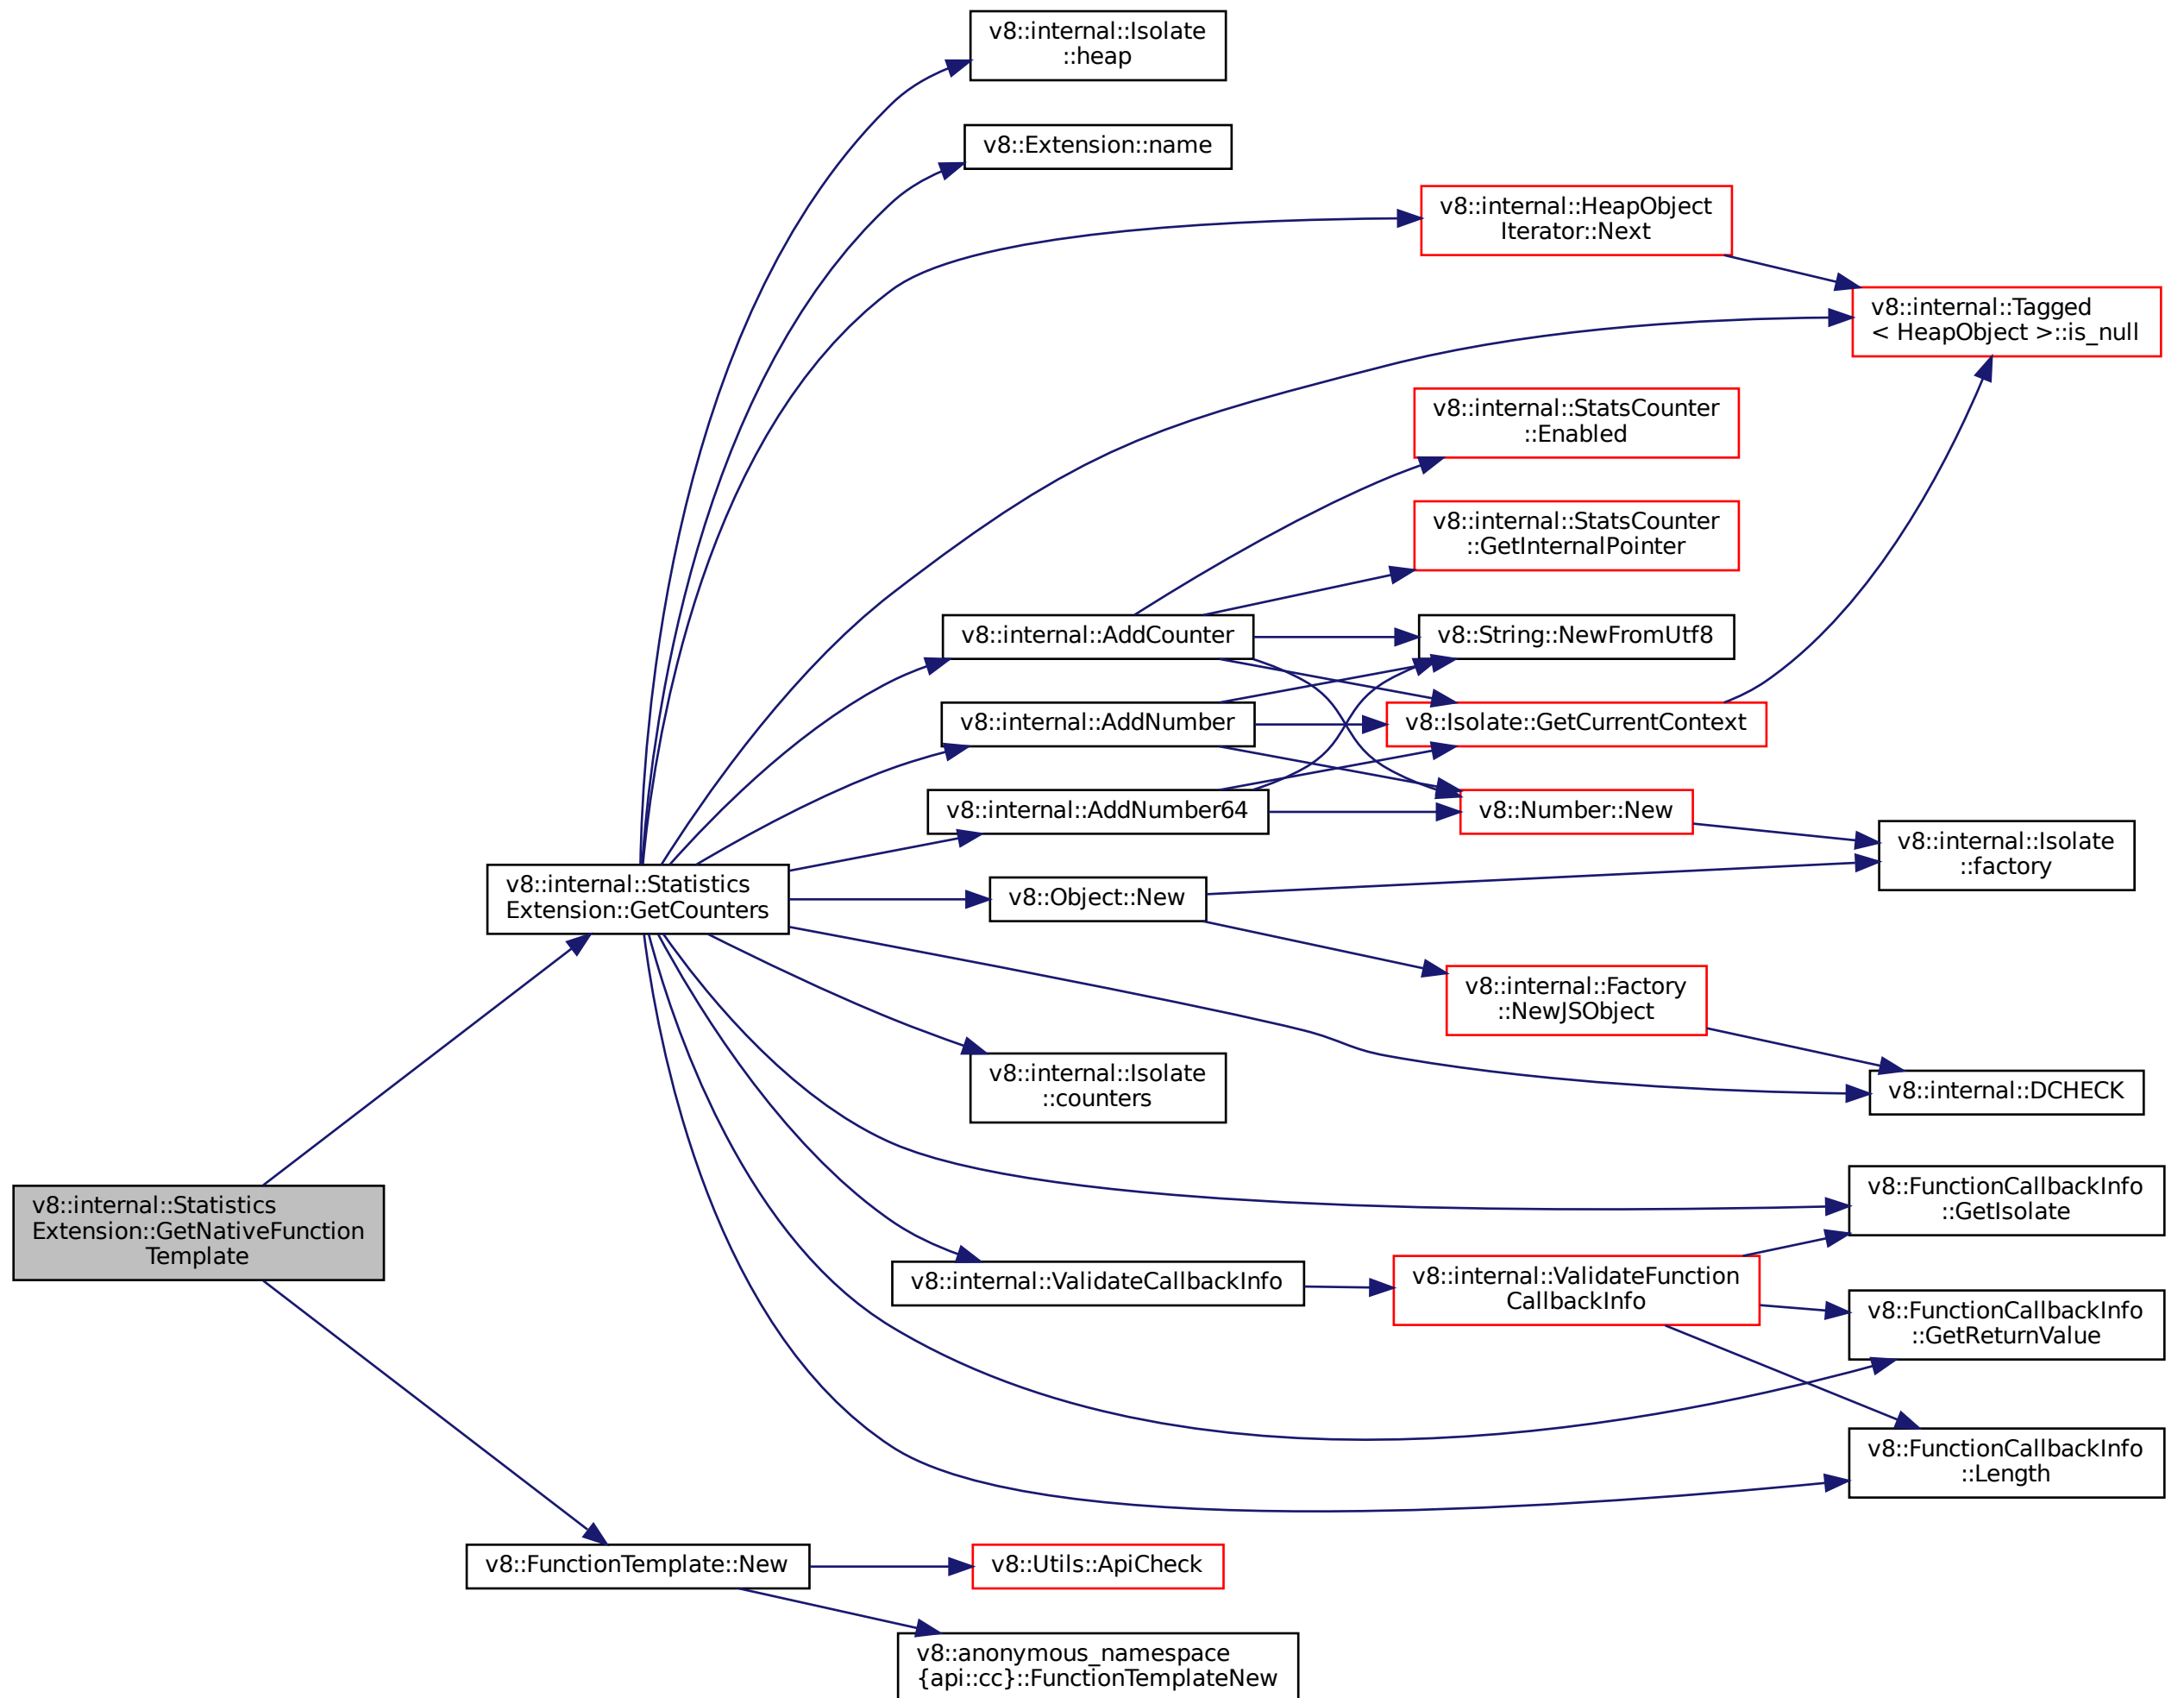 v8::internal::Isolate
::heap
v8::Extension::name
v8::internal::HeapObject
Iterator::Next
v8::internal::Tagged
< HeapObject >::is_null
v8::internal::StatsCounter
::Enabled
v8::internal::StatsCounter
::GetInternalPointer
v8::internal::AddCounter
v8::String::NewFromUtf8
v8::internal::AddNumber
v8::Isolate::GetCurrentContext
v8::internal::AddNumber64
v8::Number::New
v8::internal::Isolate
::factory
v8::internal::Statistics
Extension::GetCounters
v8::Object::New
v8::internal::Factory
::NewJSObject
v8::internal::Isolate
::counters
v8::internal::DCHECK
v8::internal::Statistics
Extension::GetNativeFunction
Template
v8::FunctionCallbackInfo
::GetIsolate
v8::internal::ValidateCallbackInfo
v8::internal::ValidateFunction
CallbackInfo
v8::FunctionCallbackInfo
::GetReturnValue
v8::FunctionCallbackInfo
::Length
v8::FunctionTemplate::New
v8::Utils::ApiCheck
v8::anonymous_namespace
{api::cc}::FunctionTemplateNew